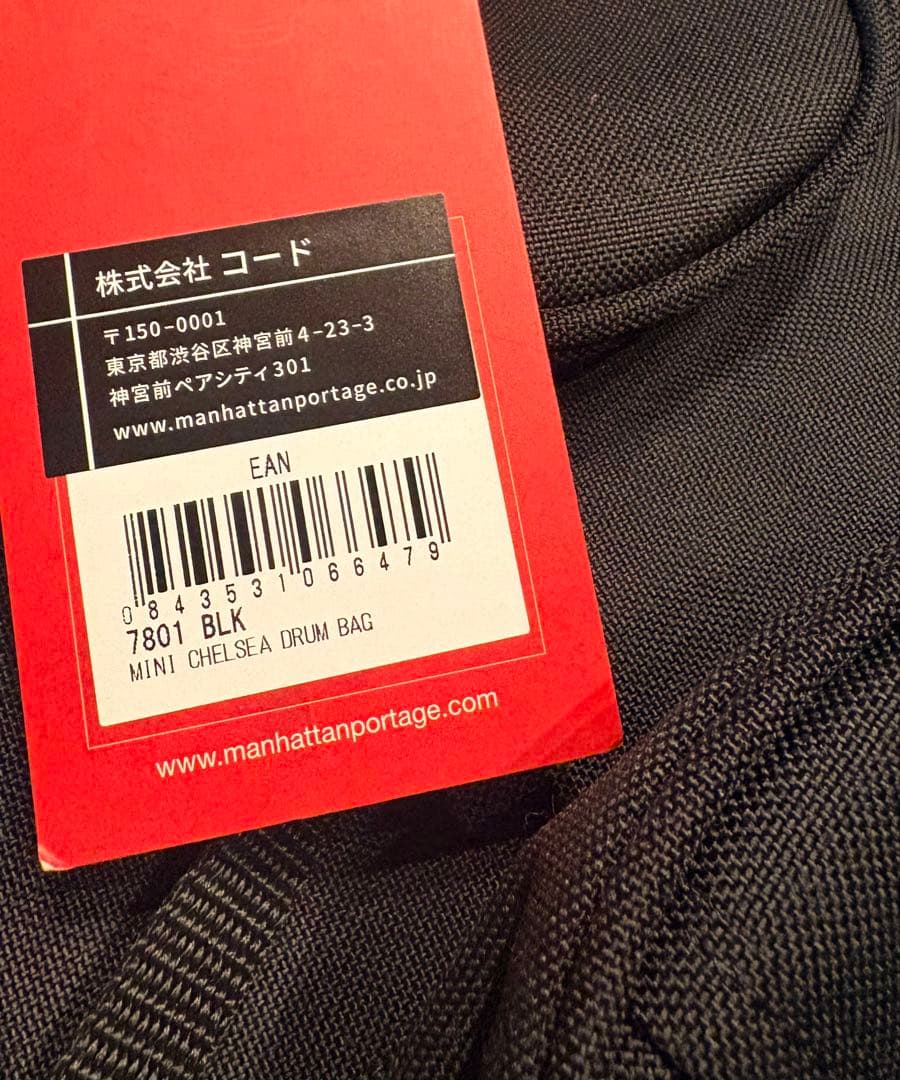 株式会社 コード
〒150-0001
東京都渋谷区神宮前4-23-3
神宮前ペアシティ301
www.manhattanportage.co.jp
EAN
0843531066479
7801 BLK
MINI CHELSEA DRUM BAG
www.manhattanportage.com